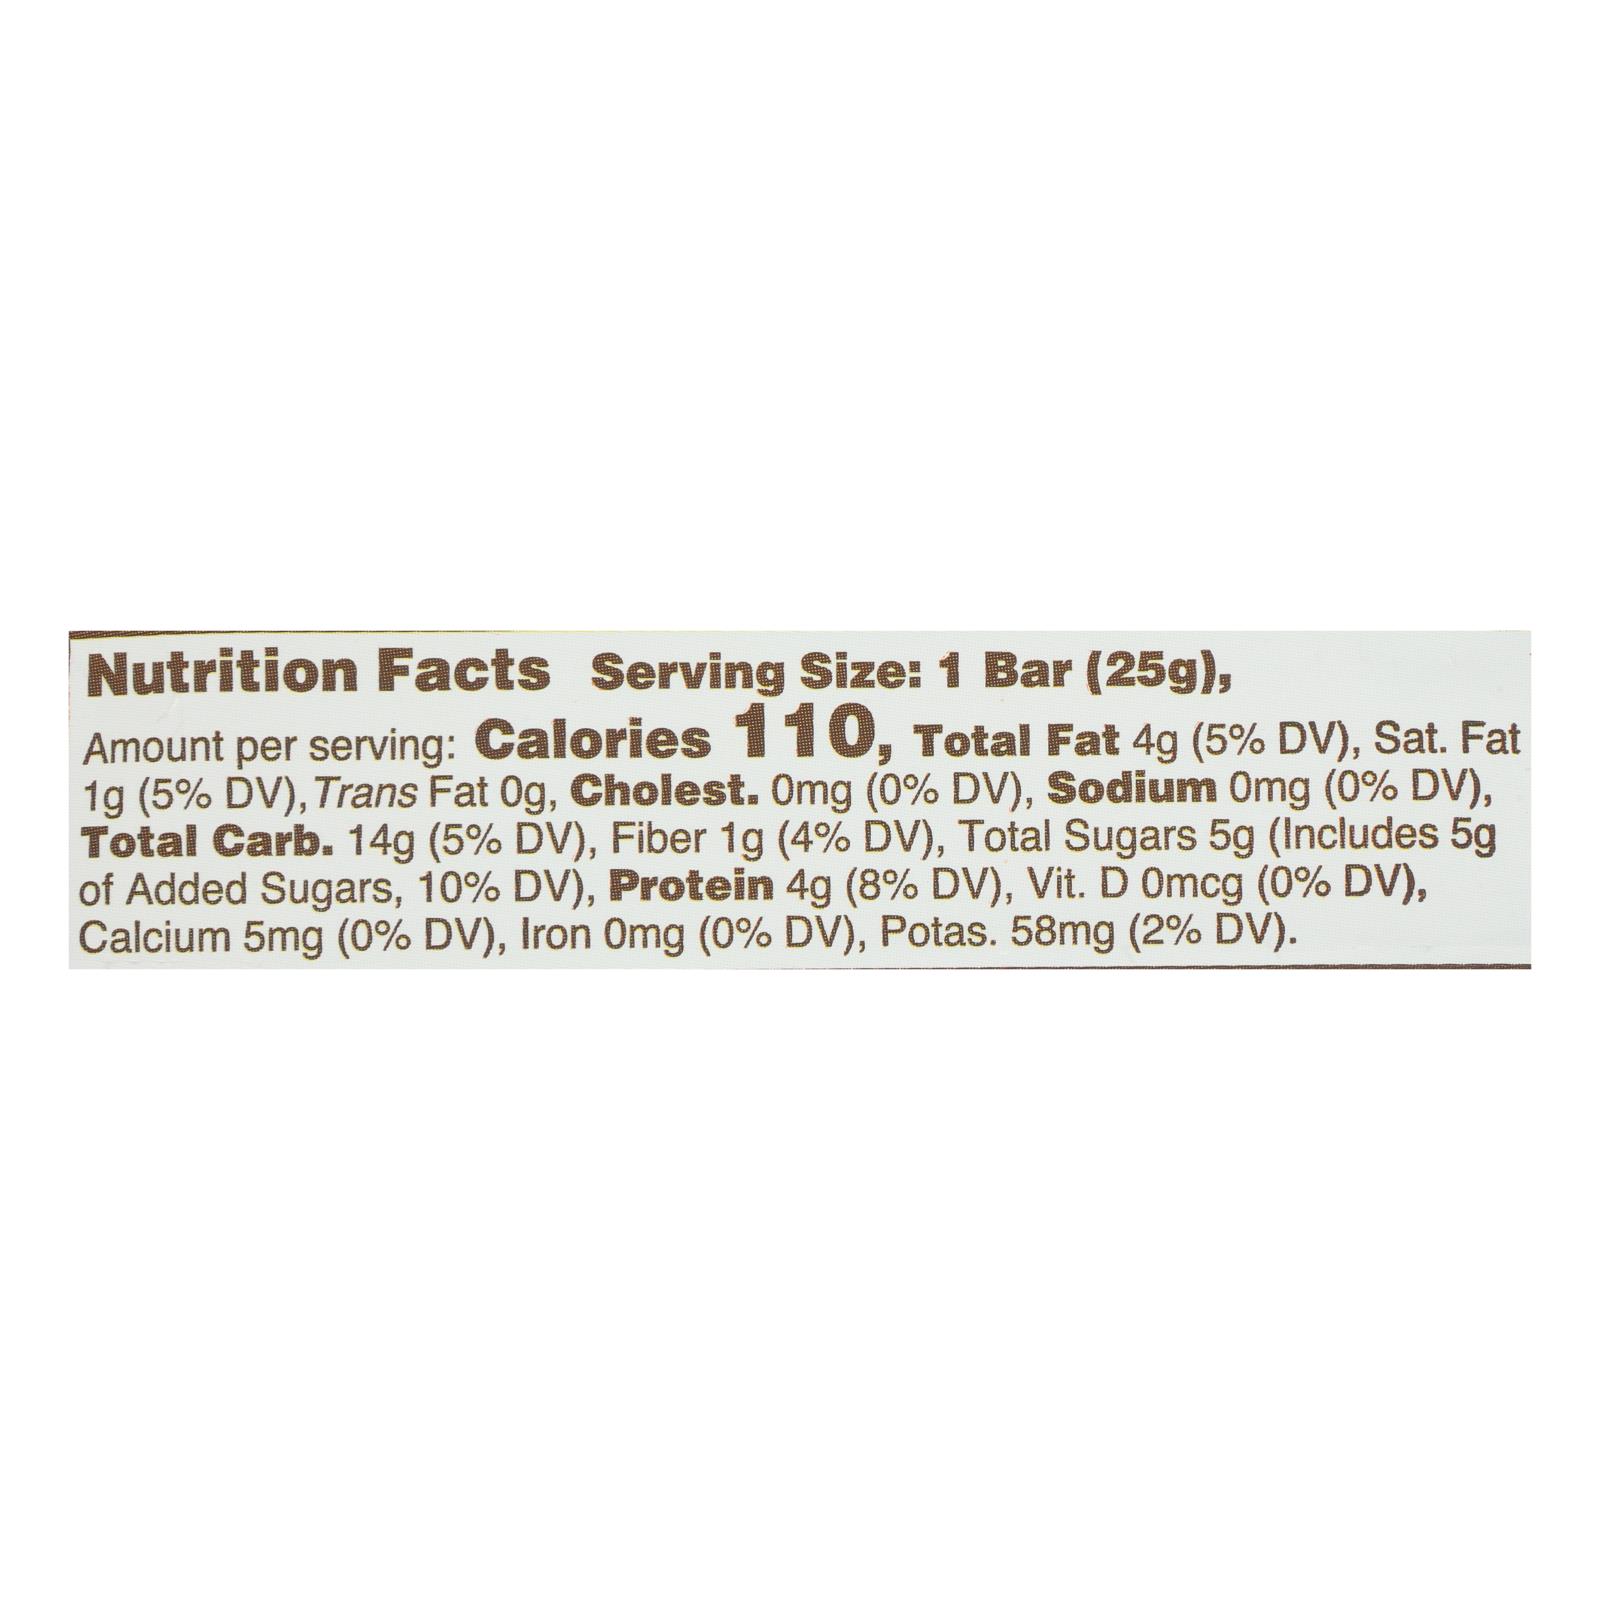 Nutrition Facts Serving Size: 1 Bar (25g),
Amount per serving: Calories 110, Total Fat 4g (5% DV), Sat. Fat
1g (5% DV), Trans Fat 0g, Cholest. 0mg (0% DV), Sodium 0mg (0% DV),
Total Carb. 14g (5% DV), Fiber 1g (4% DV), Total Sugars 5g (Includes 5g
of Added Sugars, 10% DV), Protein 4g (8% DV), Vit. D 0mcg (0% DV),
Calcium 5mg (0% DV), Iron 0mg (0% DV), Potas. 58mg (2% DV).